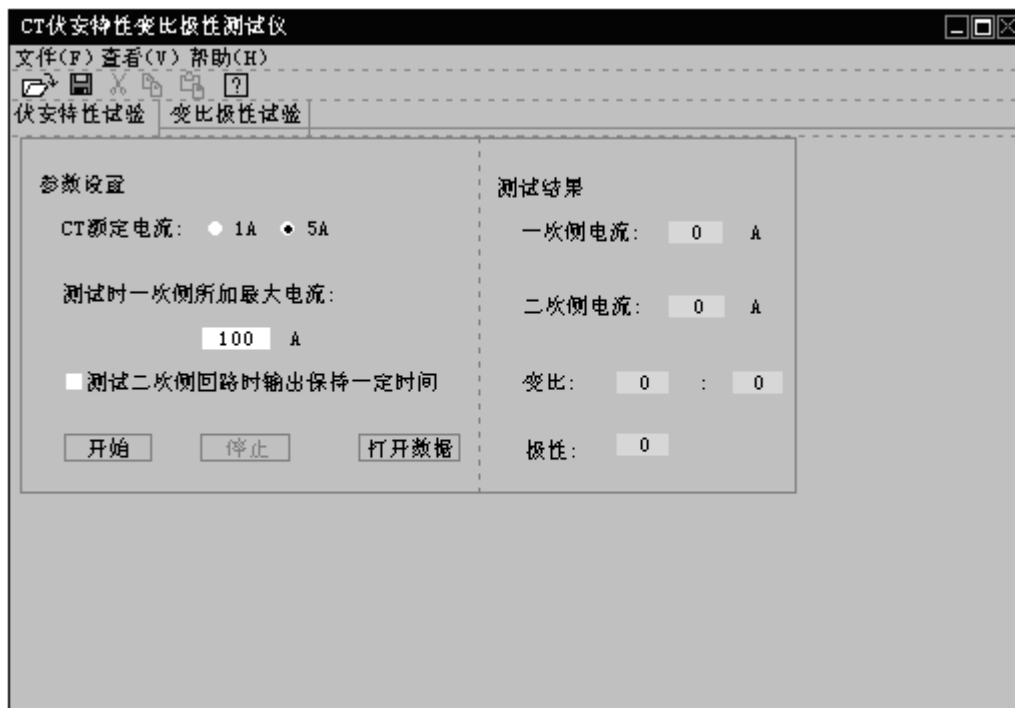 CT伏安特性变比极性测试仪
文件(F) 查看(V) 帮助(H)
伏安特性试验 变比极性试验
参数设置
CT额定电流: 1A 5A
测试时一次侧所加最大电流:
100 A
测试二次侧回路时输出保持一定时间
开始 停止 打开数据
测试结果
一次侧电流: 0 A
二次侧电流: 0 A
变比: 0 : 0
极性: 0